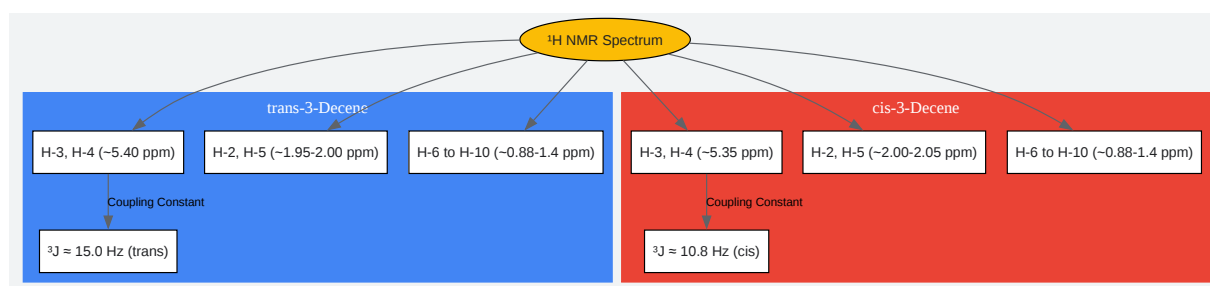 ¹H NMR Spectrum
trans-3-Decene
cis-3-Decene
H-3, H-4 (~5.40 ppm)
H-2, H-5 (~1.95-2.00 ppm)
H-6 to H-10 (~0.88-1.4 ppm)
H-3, H-4 (~5.35 ppm)
H-2, H-5 (~2.00-2.05 ppm)
H-6 to H-10 (~0.88-1.4 ppm)
Coupling Constant
Coupling Constant
³J ≈ 15.0 Hz (trans)
³J ≈ 10.8 Hz (cis)